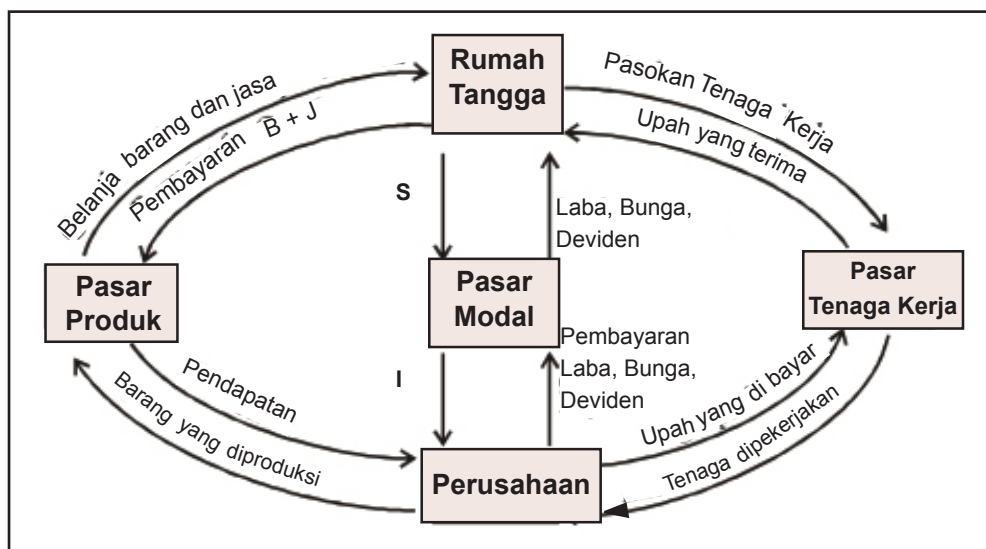 Rumah
Tangga
Belanja barang dan jasa
Pembayaran B + J
Pasokan Tenaga Kerja
Upah yang terima
S
Laba, Bunga,
Deviden
Pasar
Produk
Pasar
Modal
Pasar
Tenaga Kerja
I
Pembayaran
Laba, Bunga,
Deviden
Pendapatan
Barang yang diproduksi
Upah yang di bayar
Tenaga dipekerjakan
Perusahaan